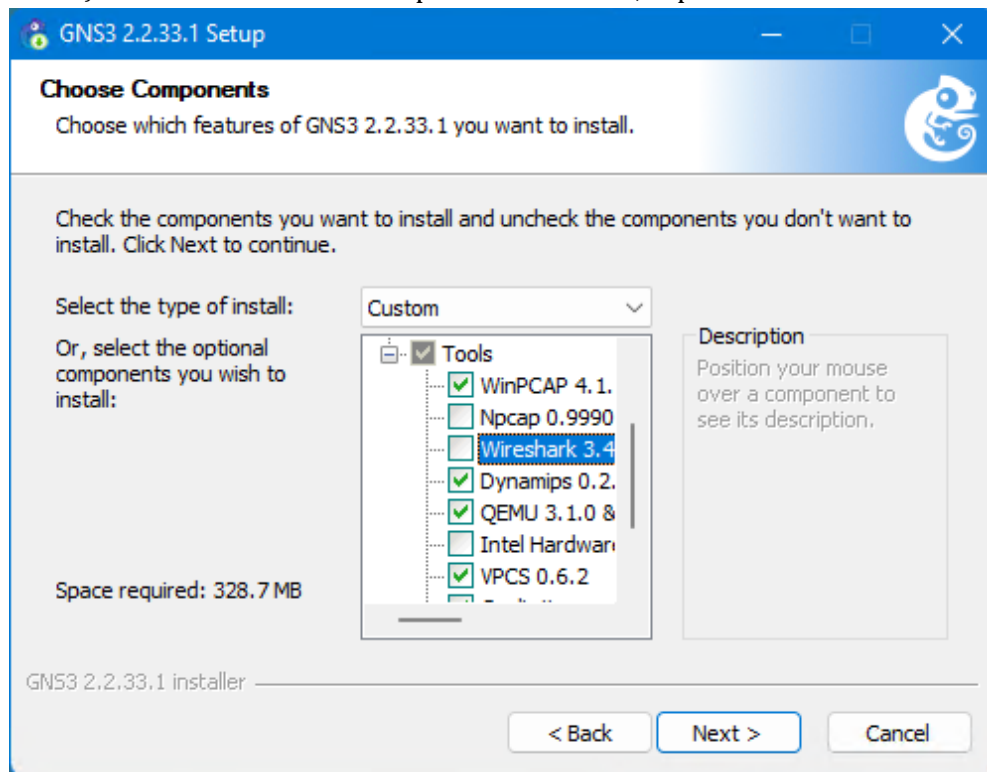 GNS3 2.2.33.1 Setup
Choose Components
Choose which features of GNS3 2.2.33.1 you want to install.
Check the components you want to install and uncheck the components you don't want to
install. Click Next to continue.
Select the type of install:
Custom
Or, select the optional
components you wish to
install:
Tools
WinPCAP 4.1.
Npcap 0.9990
Wireshark 3.4
Dynamips 0.2.
QEMU 3.1.0 &
Intel Hardwar
VPCS 0.6.2
Description
Position your mouse
over a component to
see its description.
Space required: 328.7 MB
GNS3 2.2.33.1 installer
< Back
Next >
Cancel